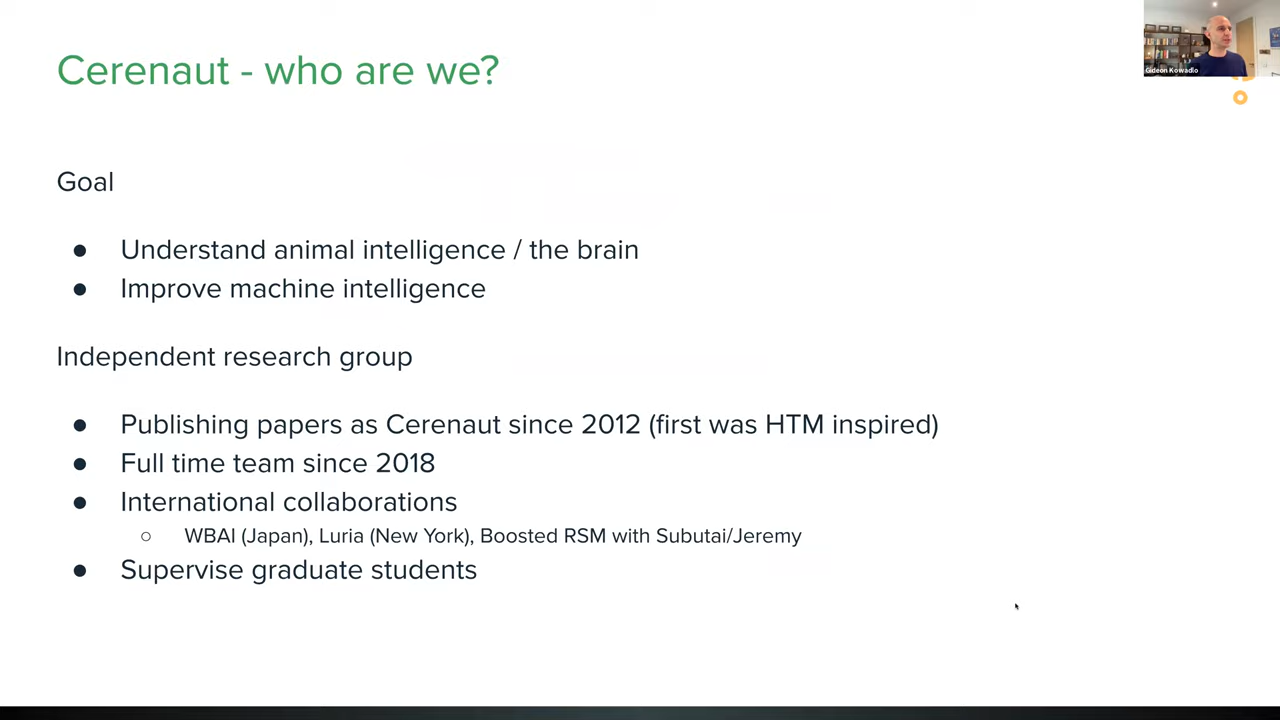 Cerenaut - who are we?
Gideon Kowadlo
Goal
● Understand animal intelligence / the brain
● Improve machine intelligence
Independent research group
● Publishing papers as Cerenaut since 2012 (first was HTM inspired)
● Full time team since 2018
● International collaborations
○ WBAI (Japan), Luria (New York), Boosted RSM with Subutai/Jeremy
● Supervise graduate students